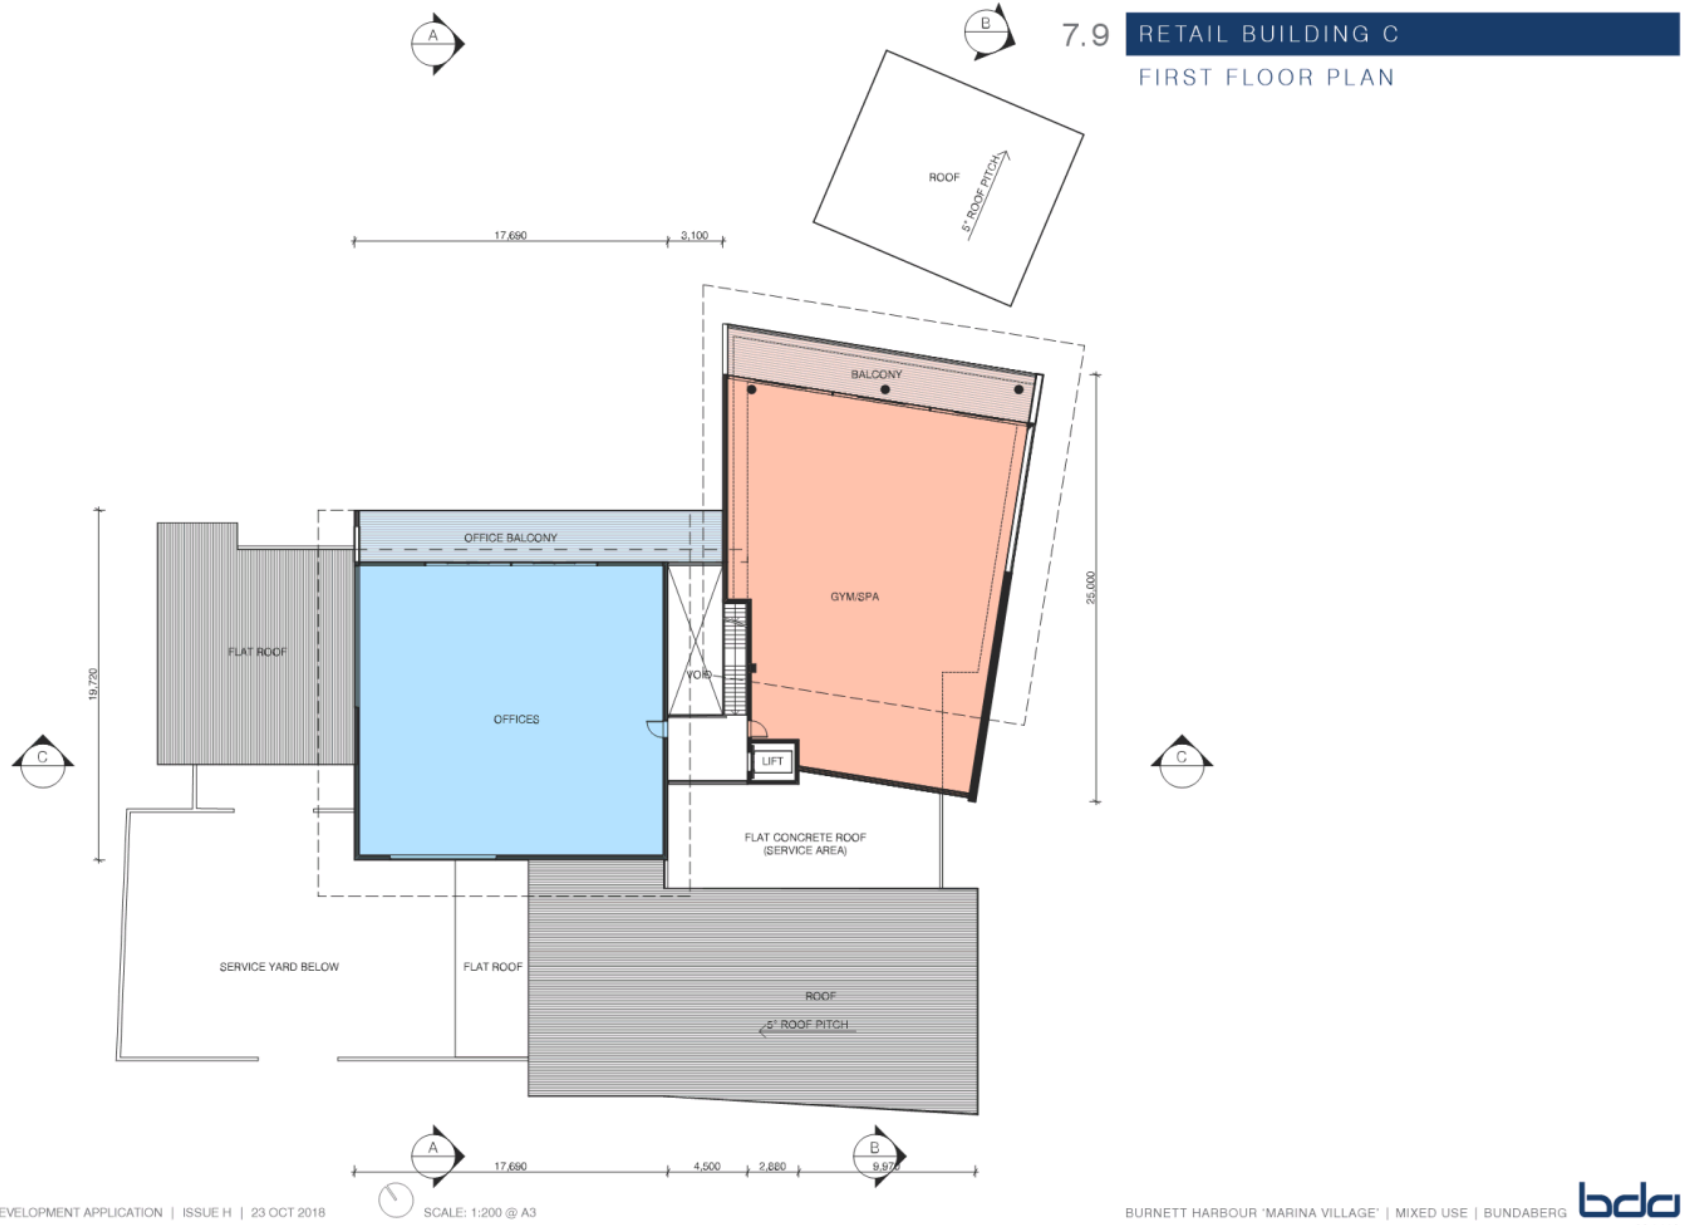 A
B
7.9 RETAIL BUILDING C
FIRST FLOOR PLAN
ROOF
5° ROOF PITCH
17,690
3,100
BALCONY
OFFICE BALCONY
25,000
GYM/SPA
FLAT ROOF
19,720
VOID
OFFICES
C
LIFT
C
FLAT CONCRETE ROOF
(SERVICE AREA)
SERVICE YARD BELOW
FLAT ROOF
ROOF
5° ROOF PITCH
A
B
17,690
4,500
2,880
9,970
EVELOPMENT APPLICATION | ISSUE H | 23 OCT 2018
SCALE: 1:200 @ A3
BURNETT HARBOUR 'MARINA VILLAGE' | MIXED USE | BUNDABERG
bda